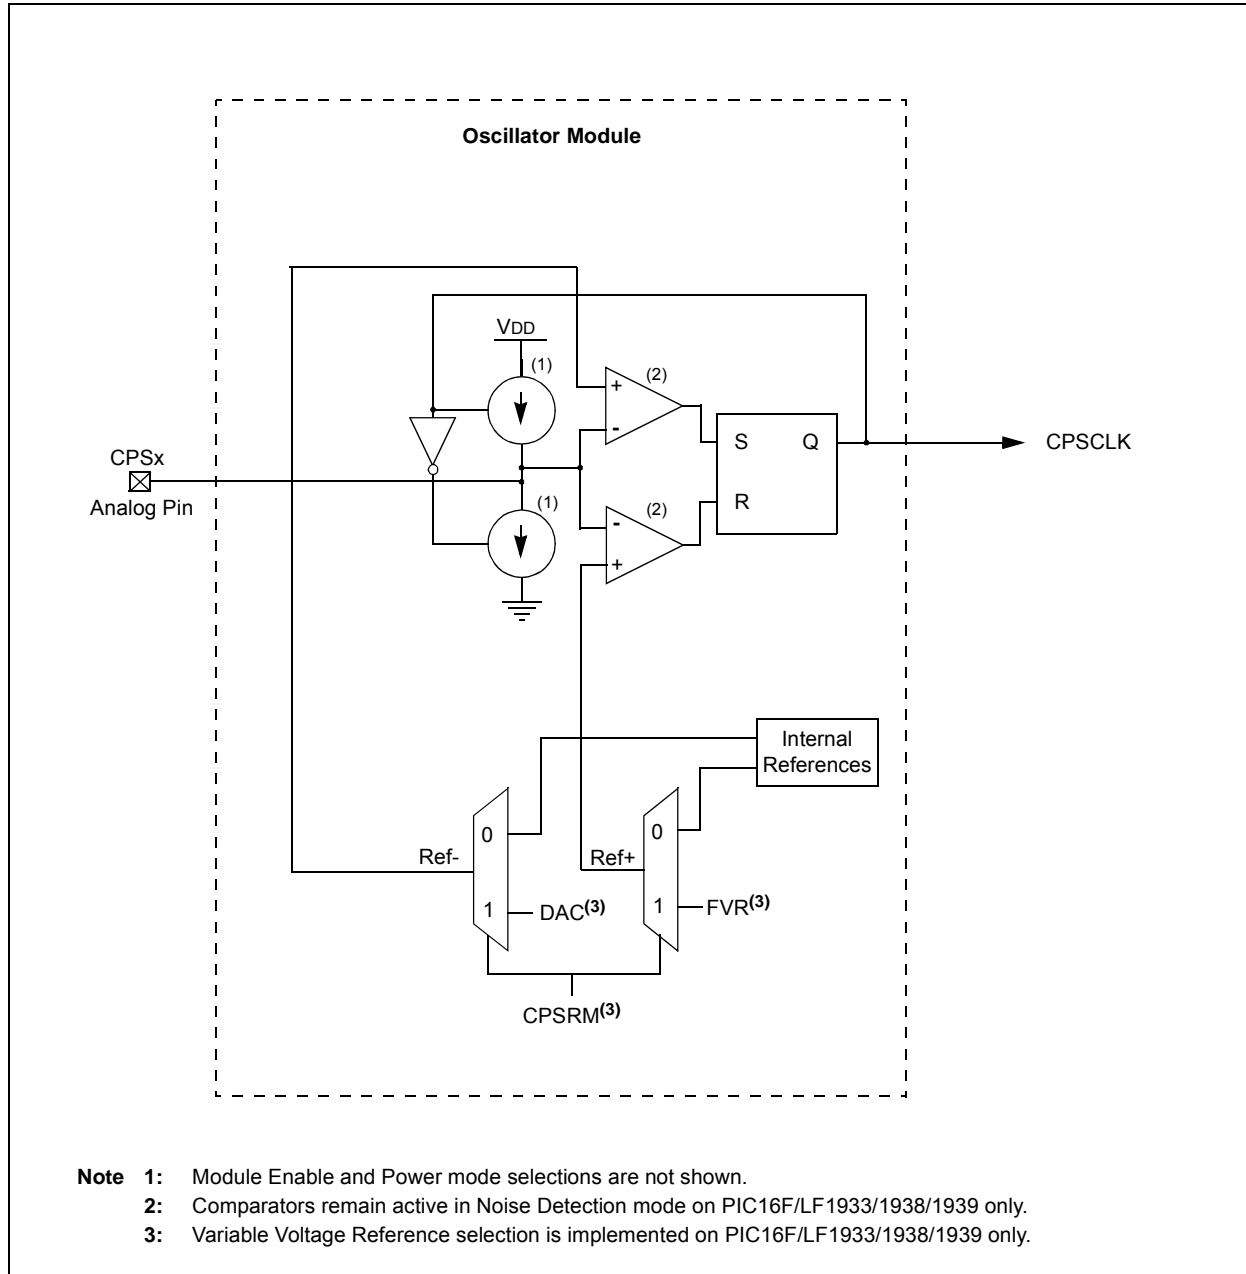 Oscillator Module
VDD
(1)
(2)
+
-
S Q
CPSCLK
CPSx
Analog Pin
(1)
(2)
R
-
+
Internal
References
0
0
Ref-
Ref+
1
DAC(3)
1
FVR(3)
CPSRM(3)
Note 1: Module Enable and Power mode selections are not shown.
2: Comparators remain active in Noise Detection mode on PIC16F/LF1933/1938/1939 only.
3: Variable Voltage Reference selection is implemented on PIC16F/LF1933/1938/1939 only.